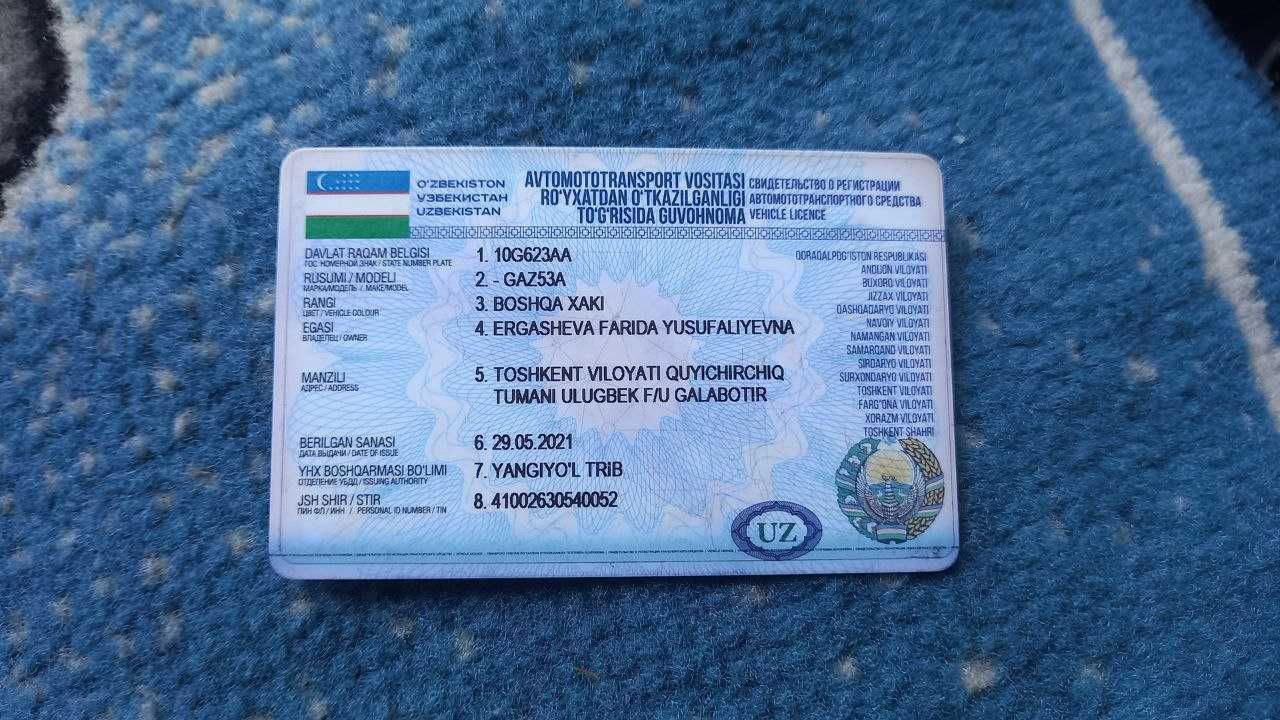 O'ZBEKISTON
УЗБЕКИСТАН
UZBEKISTAN
AVTOMOTOTRANSPORT VOSITASI
RO'YXATDAN O'TKAZILGANLIGI
TO'G'RISIDA GUVOHNOMA
СВИДЕТЕЛЬСТВО О РЕГИСТРАЦИИ
АВТОМОТОТРАНСПОРТНОГО СРЕДСТВА
VEHICLE LICENCE
DAVLAT RAQAM BELGISI 1. 10G623AA
ГОС. НОМЕРНОЙ ЗНАК / STATE NUMBER PLATE
RUSUMI / MODELI 2. - GAZ53A
МАРКА/МОДЕЛЬ / MAKE/MODEL
RANGI 3. BOSHQA XAKI
ЦВЕТ / VEHICLE COLOUR
EGASI 4. ERGASHEVA FARIDA YUSUFALIYEVNA
ВЛАДЕЛЕЦ / OWNER
MANZILI 5. TOSHKENT VILOYATI QUYICHIRCHIQ
АДРЕС / ADDRESS
TUMANI ULUGBEK F/U GALABOTIR
BERILGAN SANASI 6. 29.05.2021
ДАТА ВЫДАЧИ / DATE OF ISSUE
YHX BOSHQARMASI BO'LIMI 7. YANGIYO'L TRiB
ОТДЕЛЕНИЕ УБДД / ISSUING AUTHORITY
JSH SHIR / STIR 8. 41002630540052
ПИН ФЛ / ИНН / PERSONAL ID NUMBER / TIN
QORAQALPOG'ISTON RESPUBLIKASI
ANDIJON VILOYATI
BUXORO VILOYATI
JIZZAX VILOYATI
QASHQADARYO VILOYATI
NAVOIY VILOYATI
NAMANGAN VILOYATI
SAMARQAND VILOYATI
SIRDARYO VILOYATI
SURXONDARYO VILOYATI
TOSHKENT VILOYATI
FARG'ONA VILOYATI
XORAZM VILOYATI
TOSHKENT SHAHRI
UZ